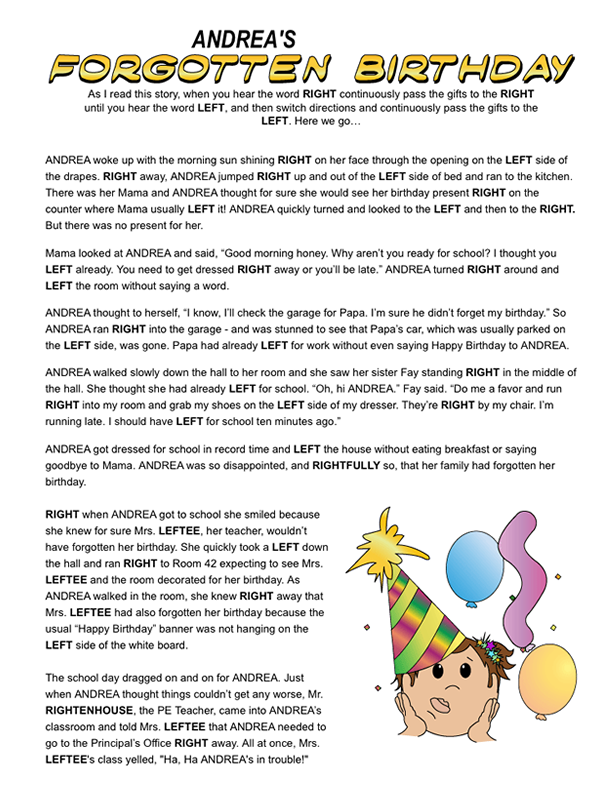 ANDREA'S
FORGOTTEN BIRTHDAY
As I read this story, when you hear the word RIGHT continuously pass the gifts to the RIGHT
until you hear the word LEFT, and then switch directions and continuously pass the gifts to the
LEFT. Here we go…
ANDREA woke up with the morning sun shining RIGHT on her face through the opening on the LEFT side of
the drapes. RIGHT away, ANDREA jumped RIGHT up and out of the LEFT side of bed and ran to the kitchen.
There was her Mama and ANDREA thought for sure she would see her birthday present RIGHT on the
counter where Mama usually LEFT it! ANDREA quickly turned and looked to the LEFT and then to the RIGHT.
But there was no present for her.
Mama looked at ANDREA and said, “Good morning honey. Why aren’t you ready for school? I thought you
LEFT already. You need to get dressed RIGHT away or you’ll be late.” ANDREA turned RIGHT around and
LEFT the room without saying a word.
ANDREA thought to herself, “I know, I’ll check the garage for Papa. I’m sure he didn’t forget my birthday.” So
ANDREA ran RIGHT into the garage - and was stunned to see that Papa’s car, which was usually parked on
the LEFT side, was gone. Papa had already LEFT for work without even saying Happy Birthday to ANDREA.
ANDREA walked slowly down the hall to her room and she saw her sister Fay standing RIGHT in the middle of
the hall. She thought she had already LEFT for school. “Oh, hi ANDREA.” Fay said. “Do me a favor and run
RIGHT into my room and grab my shoes on the LEFT side of my dresser. They’re RIGHT by my chair. I’m
running late. I should have LEFT for school ten minutes ago.”
ANDREA got dressed for school in record time and LEFT the house without eating breakfast or saying
goodbye to Mama. ANDREA was so disappointed, and RIGHTFULLY so, that her family had forgotten her
birthday.
RIGHT when ANDREA got to school she smiled because
she knew for sure Mrs. LEFTEE, her teacher, wouldn’t
have forgotten her birthday. She quickly took a LEFT down
the hall and ran RIGHT to Room 42 expecting to see Mrs.
LEFTEE and the room decorated for her birthday. As
ANDREA walked in the room, she knew RIGHT away that
Mrs. LEFTEE had also forgotten her birthday because the
usual “Happy Birthday” banner was not hanging on the
LEFT side of the white board.
The school day dragged on and on for ANDREA. Just
when ANDREA thought things couldn’t get any worse, Mr.
RIGHTENHOUSE, the PE Teacher, came into ANDREA’s
classroom and told Mrs. LEFTEE that ANDREA needed to
go to the Principal’s Office RIGHT away. All at once, Mrs.
LEFTEE's class yelled, "Ha, Ha ANDREA's in trouble!"